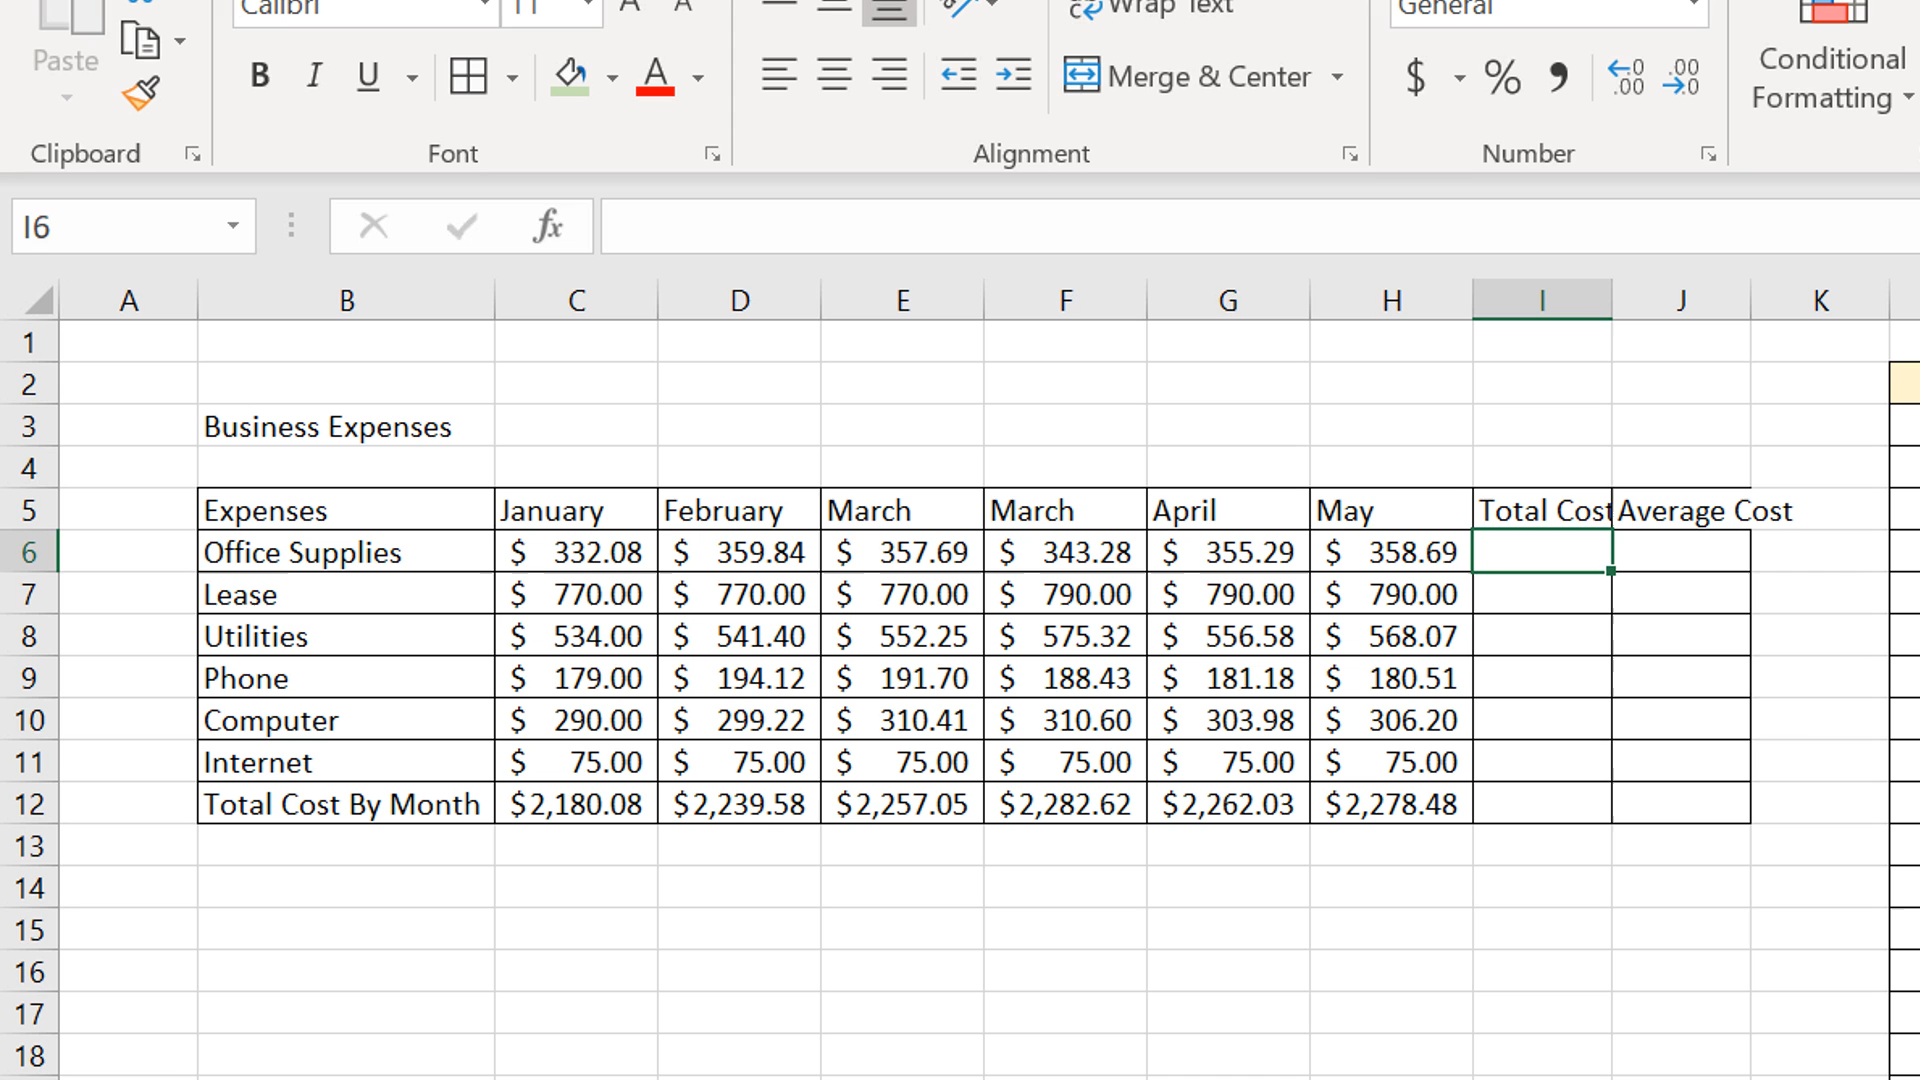 Calibri 11 A A Wrap Text General
Paste B I U A Merge & Center $ % 9 Conditional Formatting
Clipboard Font Alignment Number
I6 fx
A B C D E F G H I J K
1
2
3 Business Expenses
4
5 Expenses January February March March April May Total Cost Average Cost
6 Office Supplies $ 332.08 $ 359.84 $ 357.69 $ 343.28 $ 355.29 $ 358.69
7 Lease $ 770.00 $ 770.00 $ 770.00 $ 790.00 $ 790.00 $ 790.00
8 Utilities $ 534.00 $ 541.40 $ 552.25 $ 575.32 $ 556.58 $ 568.07
9 Phone $ 179.00 $ 194.12 $ 191.70 $ 188.43 $ 181.18 $ 180.51
10 Computer $ 290.00 $ 299.22 $ 310.41 $ 310.60 $ 303.98 $ 306.20
11 Internet $ 75.00 $ 75.00 $ 75.00 $ 75.00 $ 75.00 $ 75.00
12 Total Cost By Month $2,180.08 $2,239.58 $2,257.05 $2,282.62 $2,262.03 $2,278.48
13
14
15
16
17
18